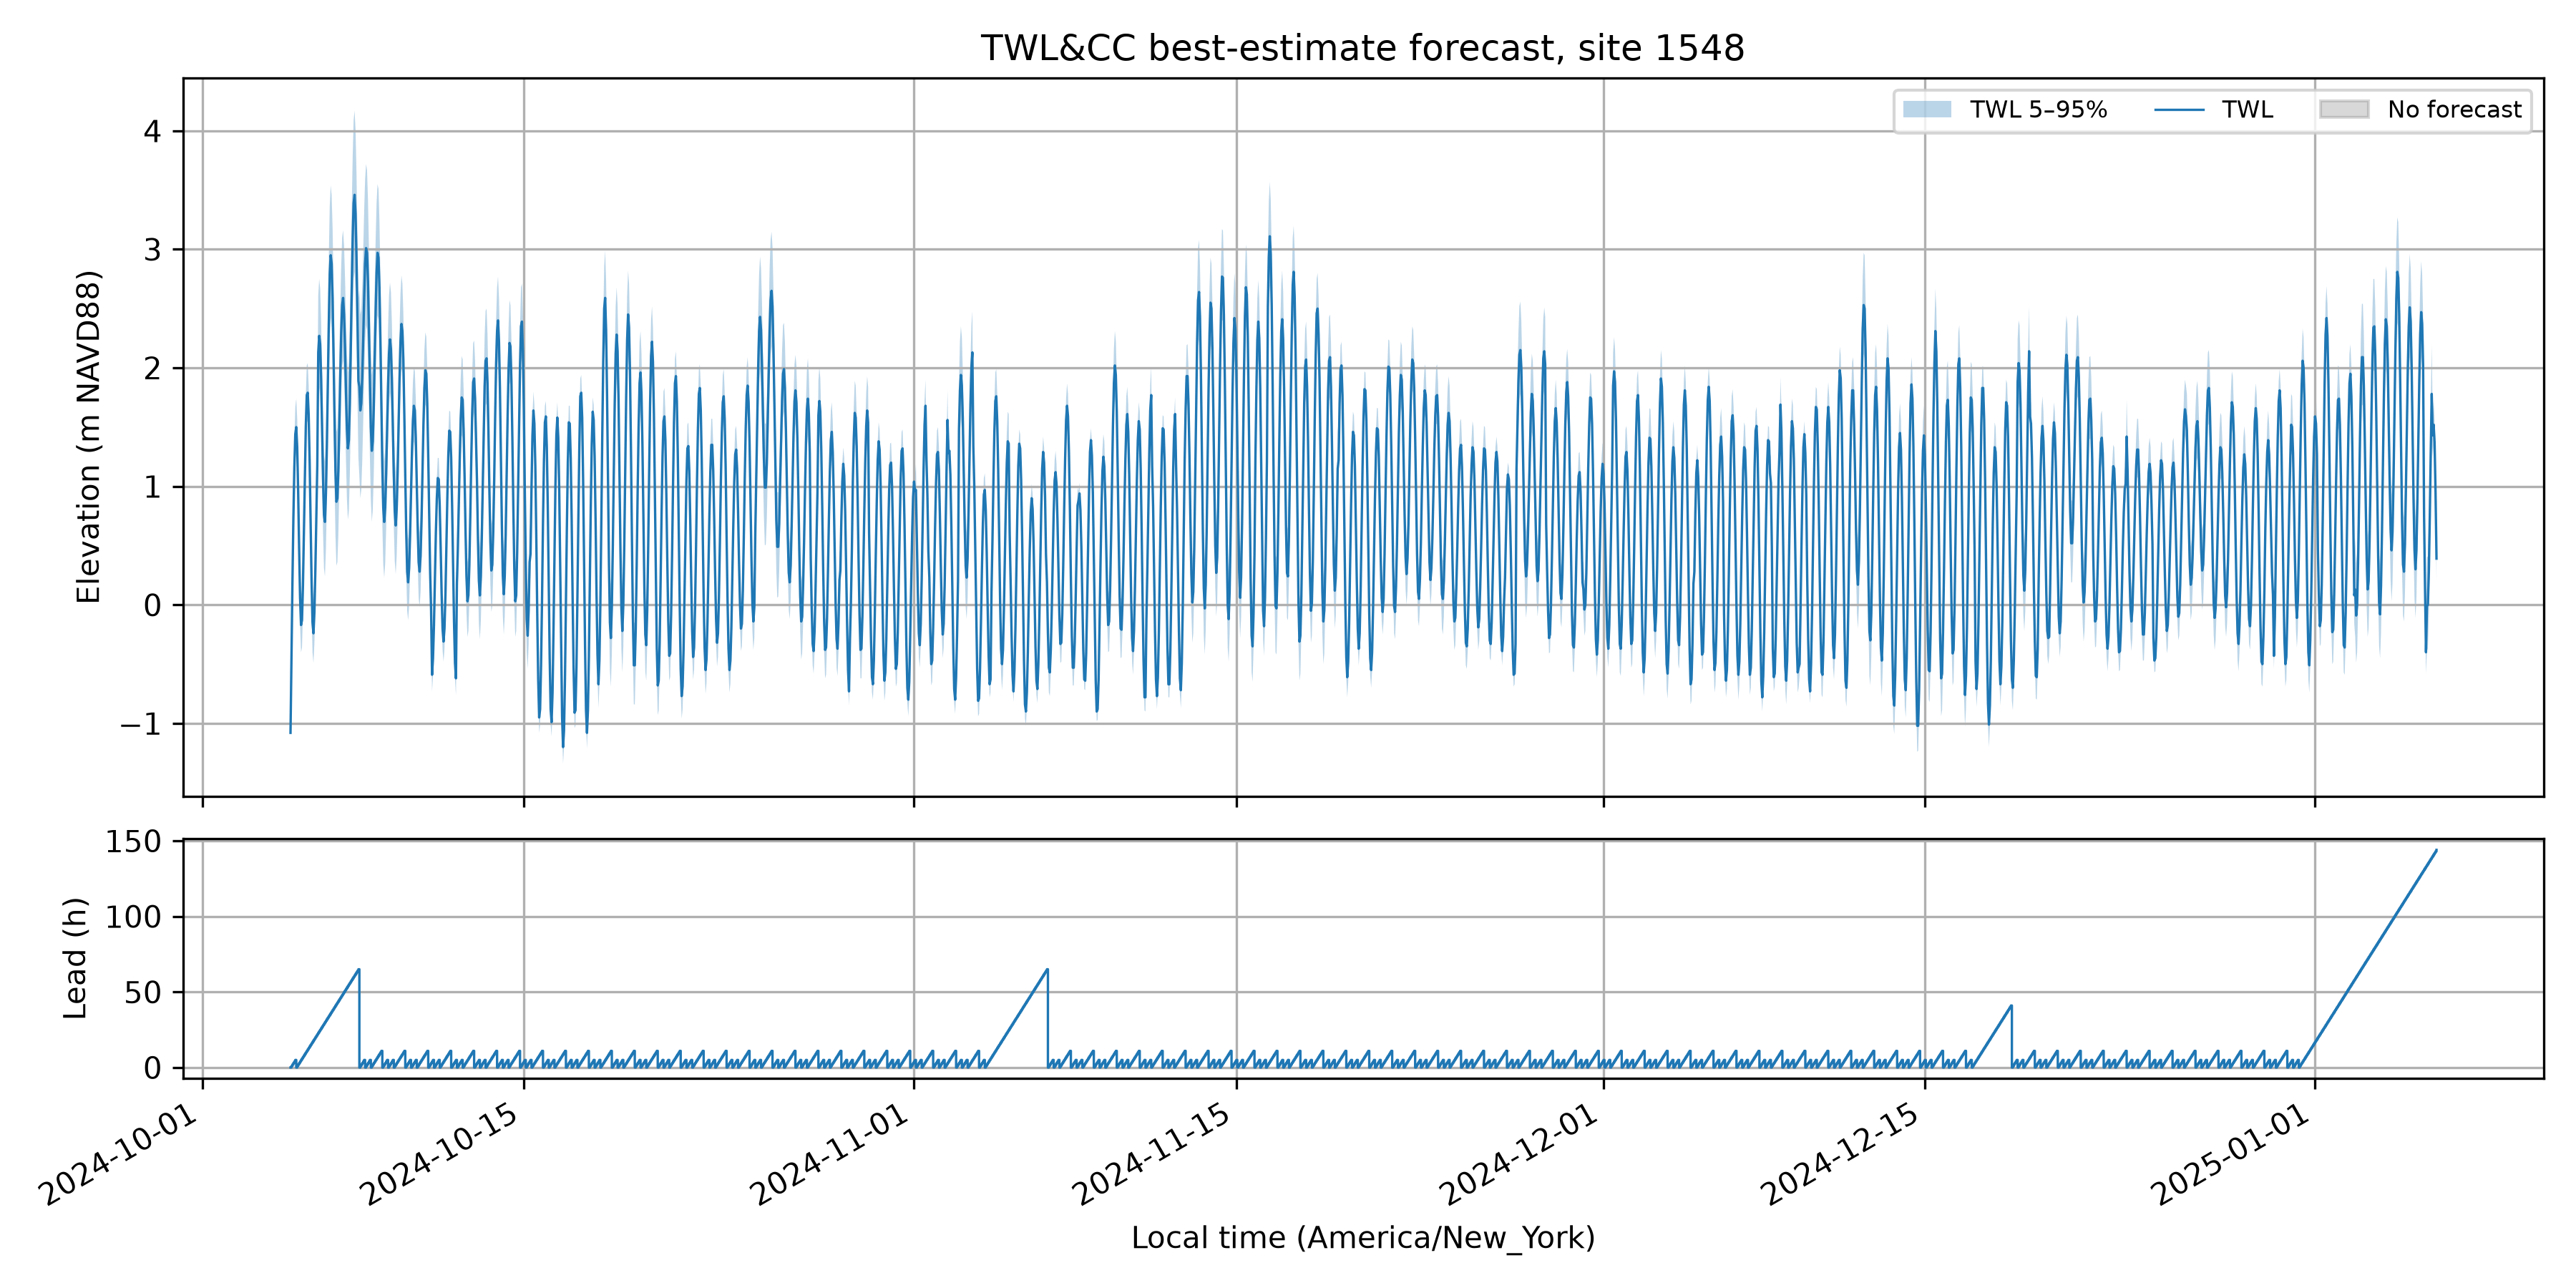 TWL&CC best-estimate forecast, site 1548
TWL 5–95% TWL No forecast
Elevation (m NAVD88)
4
3
2
1
0
−1
Lead (h)
150
100
50
0
2024-10-01 2024-10-15 2024-11-01 2024-11-15 2024-12-01 2024-12-15 2025-01-01
Local time (America/New_York)